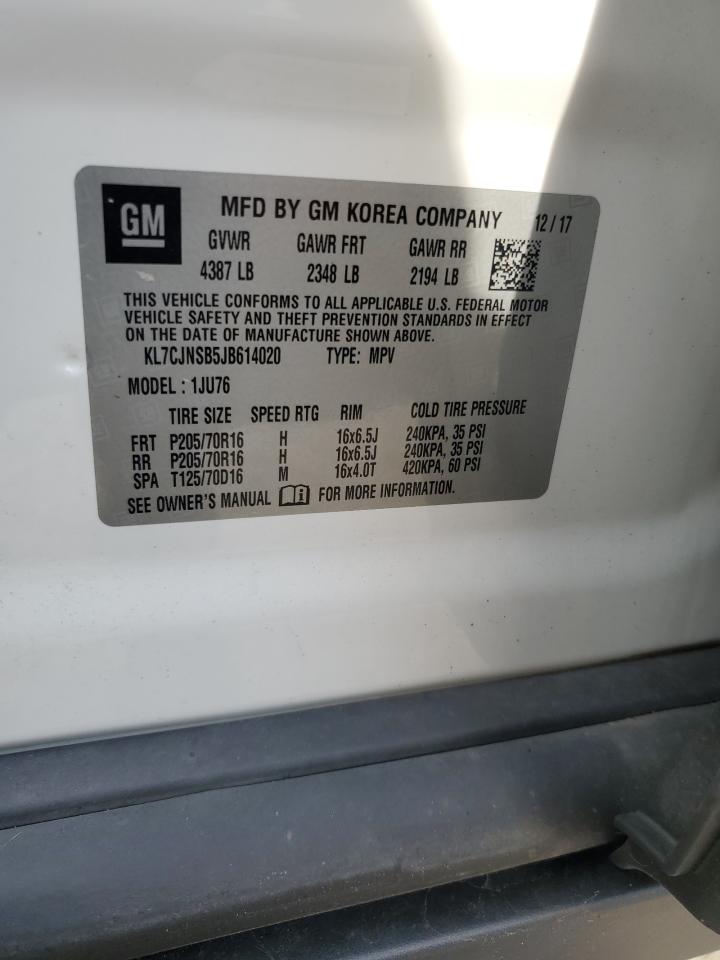 GM
MFD BY GM KOREA COMPANY 12/17
GVWR GAWR FRT GAWR RR
4387 LB 2348 LB 2194 LB
THIS VEHICLE CONFORMS TO ALL APPLICABLE U.S. FEDERAL MOTOR
VEHICLE SAFETY AND THEFT PREVENTION STANDARDS IN EFFECT
ON THE DATE OF MANUFACTURE SHOWN ABOVE.
KL7CJNSB5JB614020 TYPE: MPV
MODEL : 1JU76
TIRE SIZE SPEED RTG RIM COLD TIRE PRESSURE
FRT P205/70R16 H 16x6.5J 240KPA, 35 PSI
RR P205/70R16 H 16x6.5J 240KPA, 35 PSI
SPA T125/70D16 M 16x4.0T 420KPA, 60 PSI
SEE OWNER'S MANUAL FOR MORE INFORMATION.